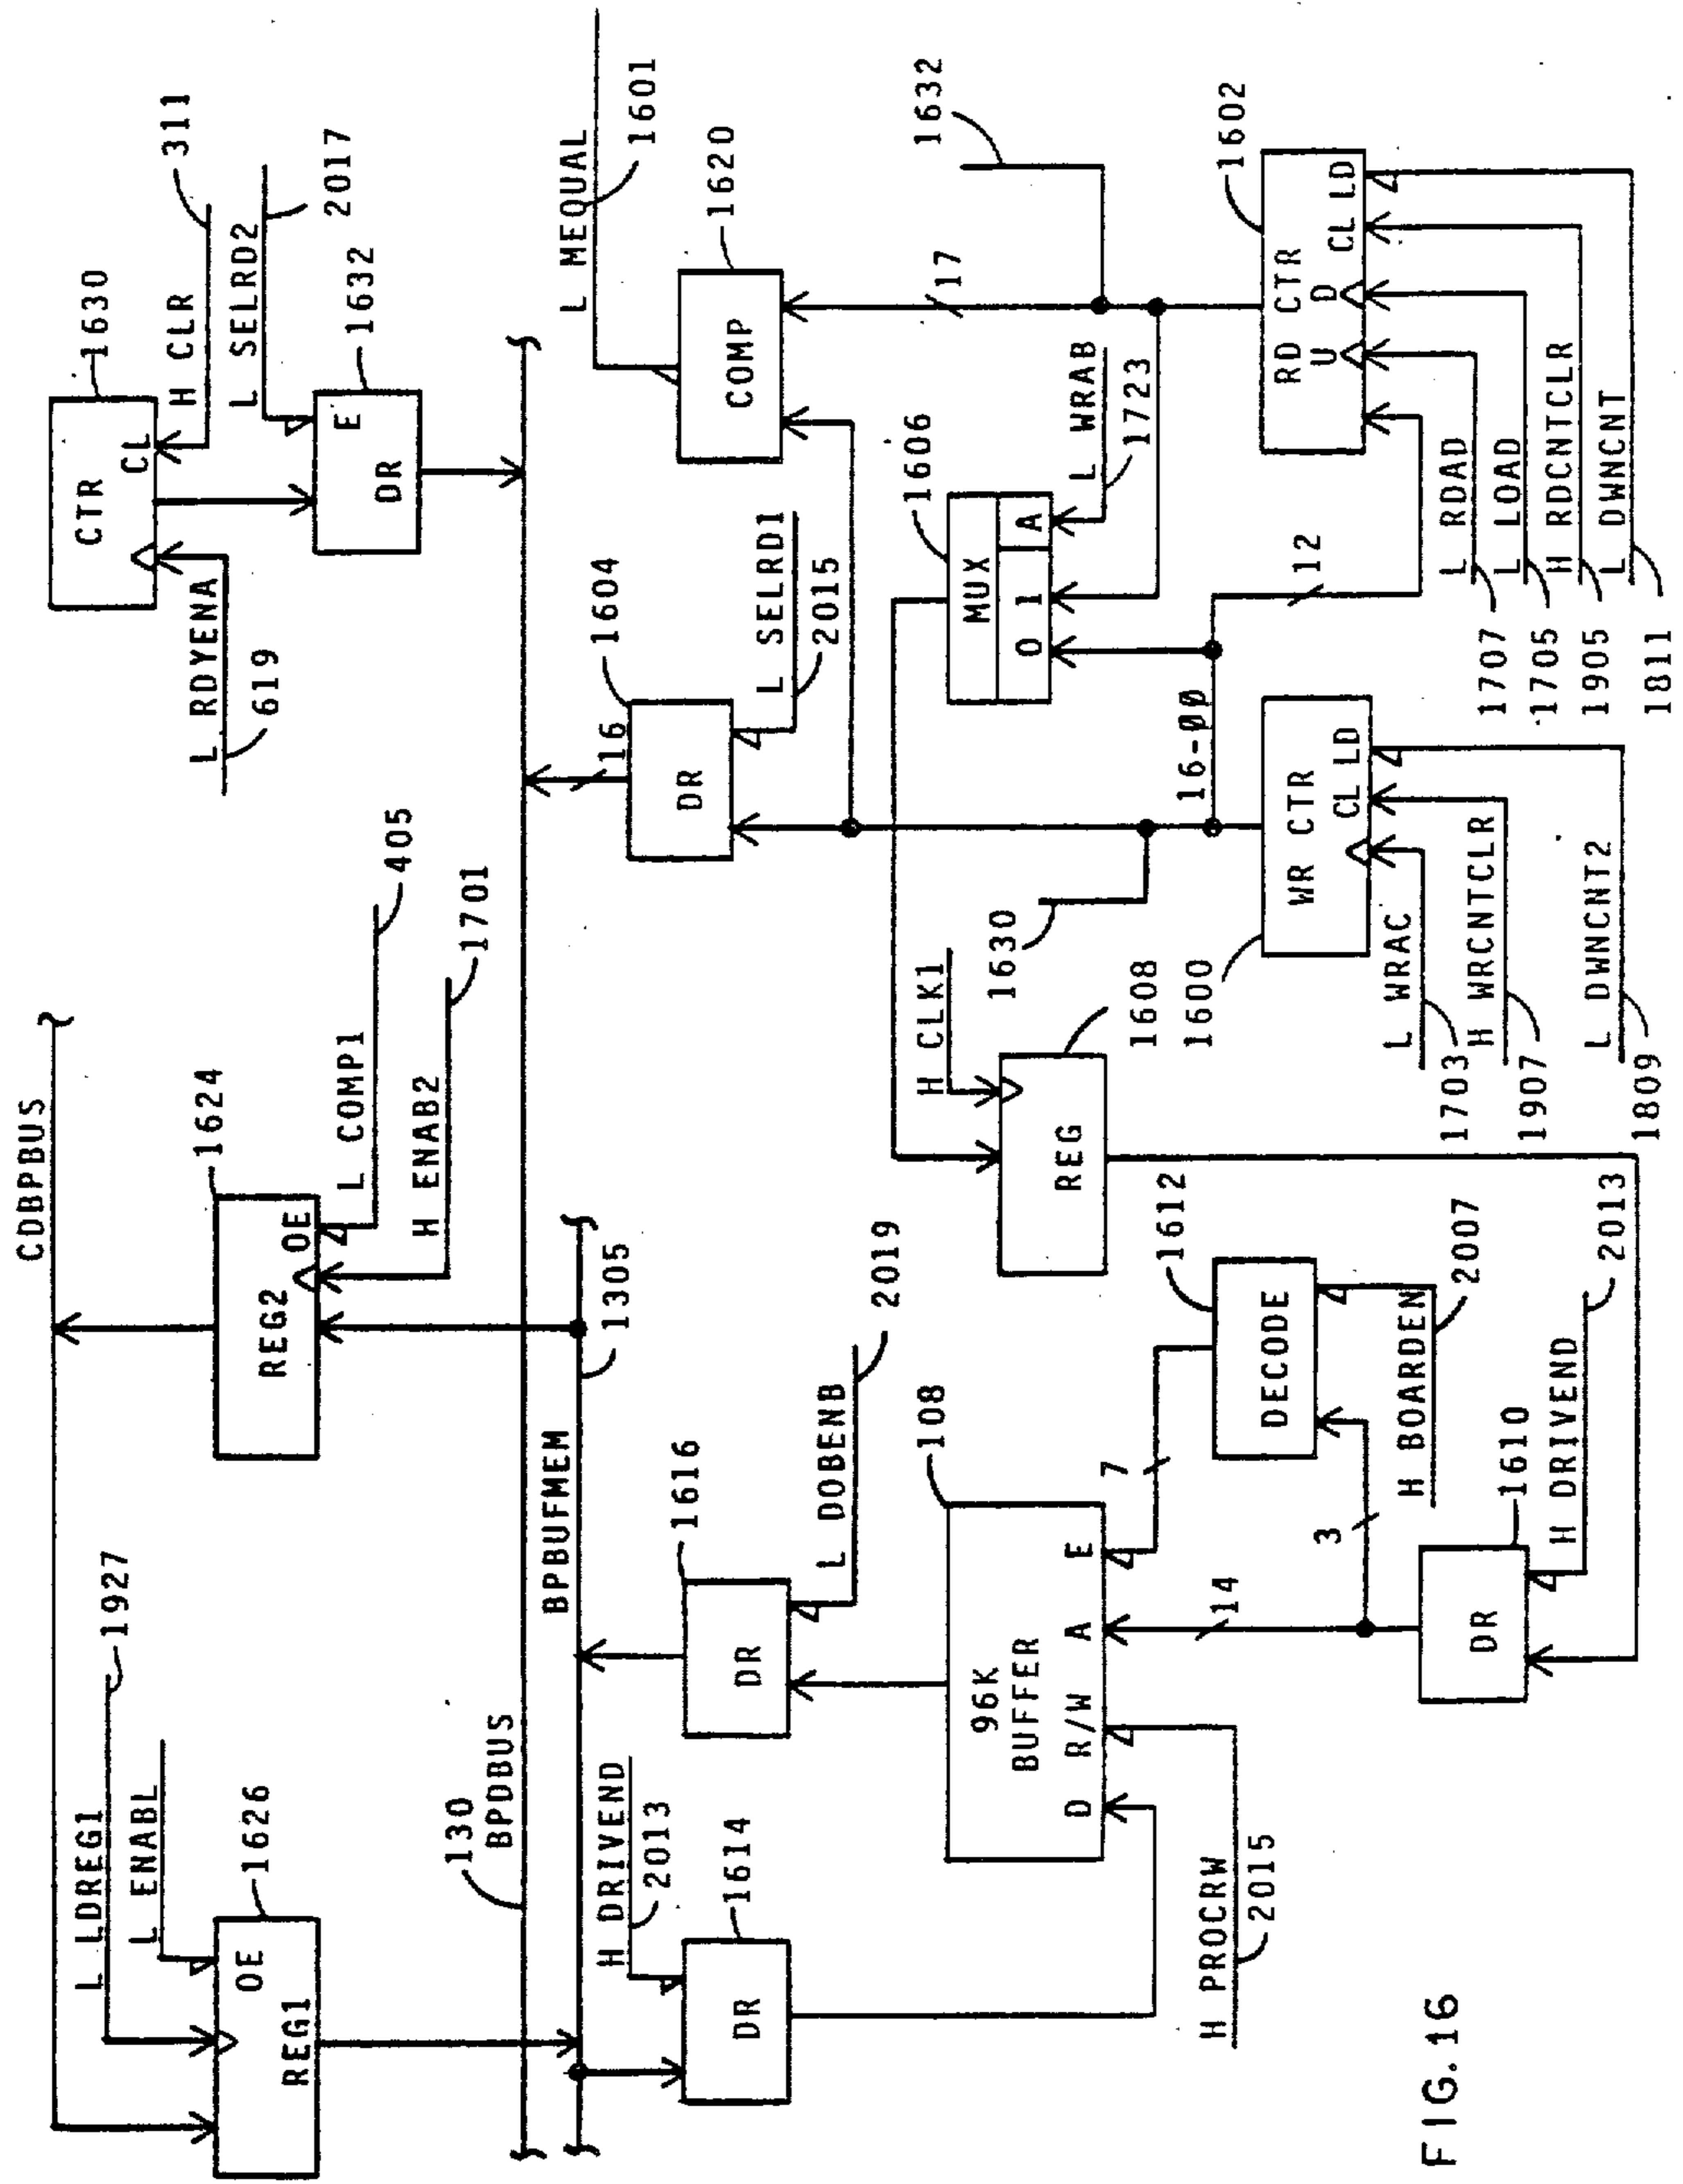 CDBPBUS
L LDREG1
1927
L ENABL
OE
REG1
1626
1624
REG2
OE
L COMP1
405
H ENAB2
1701
L RDYENA
619
CTR
CL
1630
H CLR
311
L SELRD2
2017
E
DR
1632
130
BPDBUS
BPBUFMEM
1305
H DRIVEND
2013
DR
1614
1616
DR
L DOBENB
2019
16
1604
DR
L SELRD1
2015
L MEQUAL
1601
COMP
1620
96K
BUFFER
D R/W A E
108
7
14
3
H PROCRW
2015
DECODE
1612
H BOARDEN
2007
DR
1610
H DRIVEND
2013
H CLK1
REG
1608
1630
MUX
0 1 A
1606
L WRAB
1723
17
1632
16-00
12
1600
WR CTR
CL LD
L WRAC
1703
H WRCNTCLR
1907
L DWNCNT2
1809
RD CTR
U D CL LD
1602
L RDAD
1707
L LOAD
1705
H RDCNTCLR
1905
L DWNCNT
1811
FIG.16